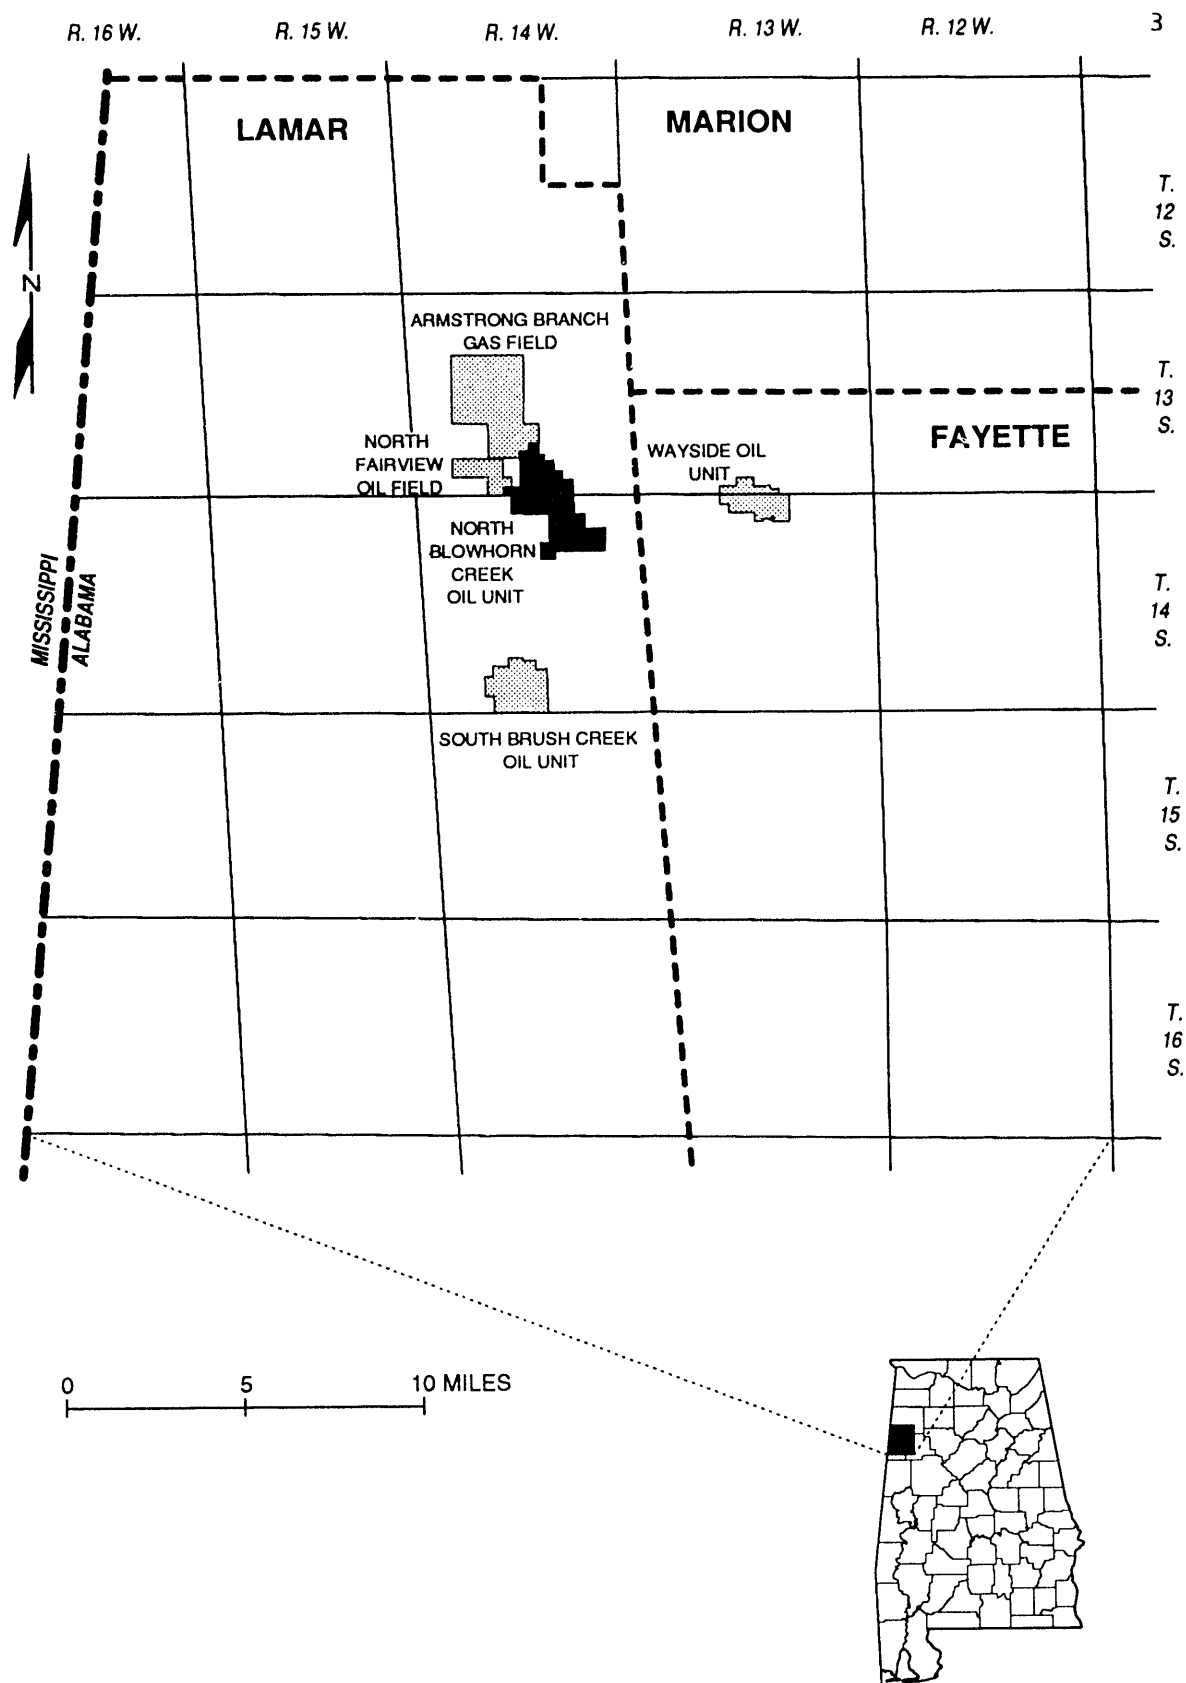 R. 16 W. R. 15 W. R. 14 W. R. 13 W. R. 12 W. 3
LAMAR
MARION
T.
12
S.
N
ARMSTRONG BRANCH
GAS FIELD
T.
13
S.
FAYETTE
NORTH
FAIRVIEW
OIL FIELD
WAYSIDE OIL
UNIT
NORTH
BLOWHORN
CREEK
OIL UNIT
MISSISSIPPI
ALABAMA
T.
14
S.
SOUTH BRUSH CREEK
OIL UNIT
T.
15
S.
T.
16
S.
0 5 10 MILES